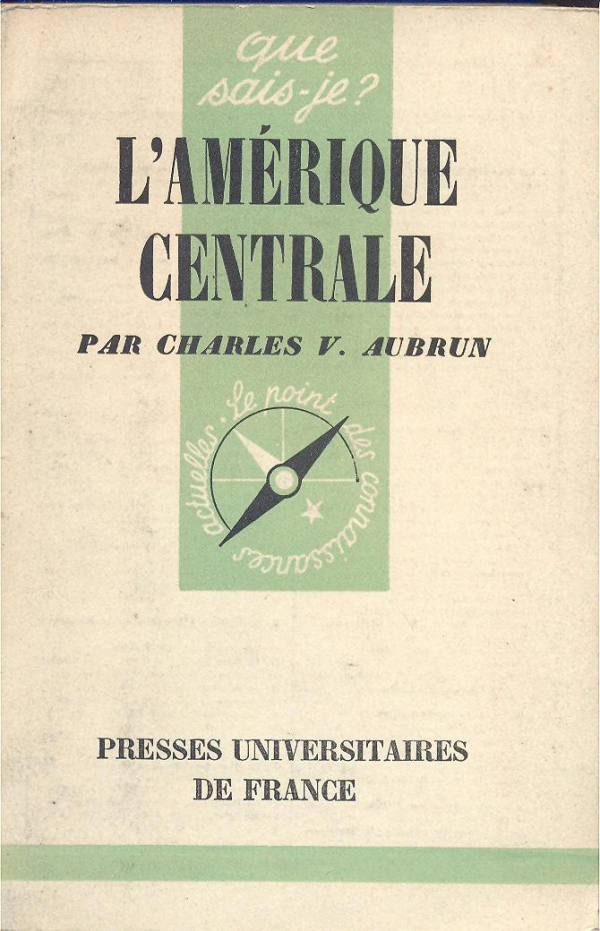 que
sais-je?
L'AMÉRIQUE
CENTRALE
PAR CHARLES V. AUBRUN
Le point des connaissances actuelles.
PRESSES UNIVERSITAIRES
DE FRANCE